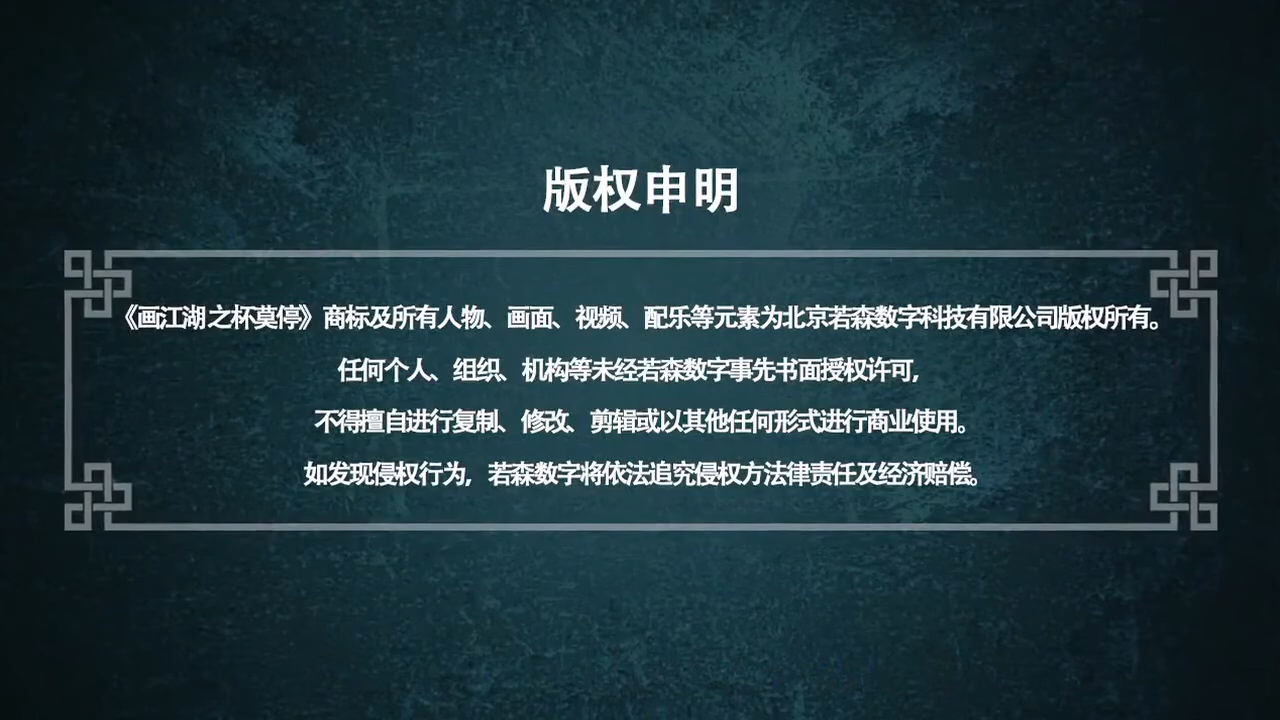 版权申明
《画江湖之杯莫停》商标及所有人物、画面、视频、配乐等元素为北京若森数字科技有限公司版权所有。
任何个人、组织、机构等未经若森数字事先书面授权许可,
不得擅自进行复制、修改、剪辑或以其他任何形式进行商业使用。
如发现侵权行为，若森数字将依法追究侵权方法律责任及经济赔偿。